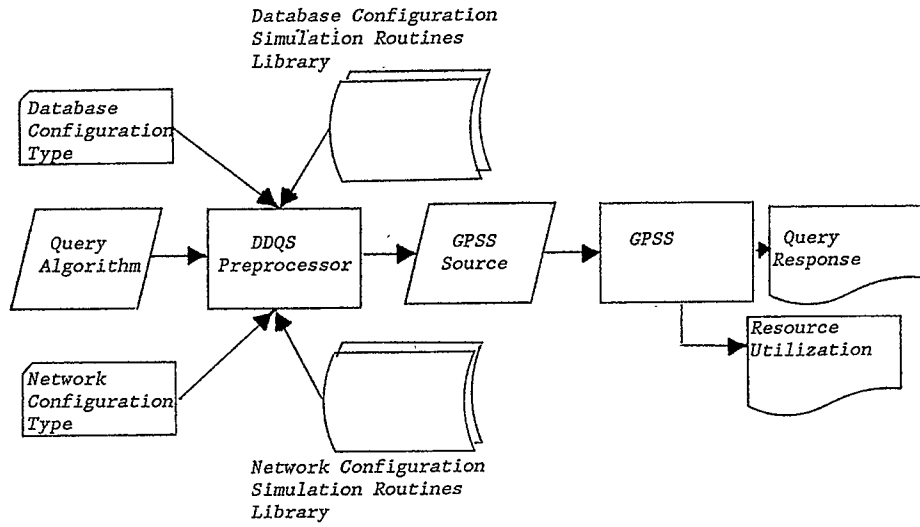 Database Configuration
Simulation Routines
Library
Database
Configuration
Type
Query
Algorithm
DDQS
Preprocessor
GPSS
Source
GPSS
Query
Response
Resource
Utilization
Network
Configuration
Type
Network Configuration
Simulation Routines
Library